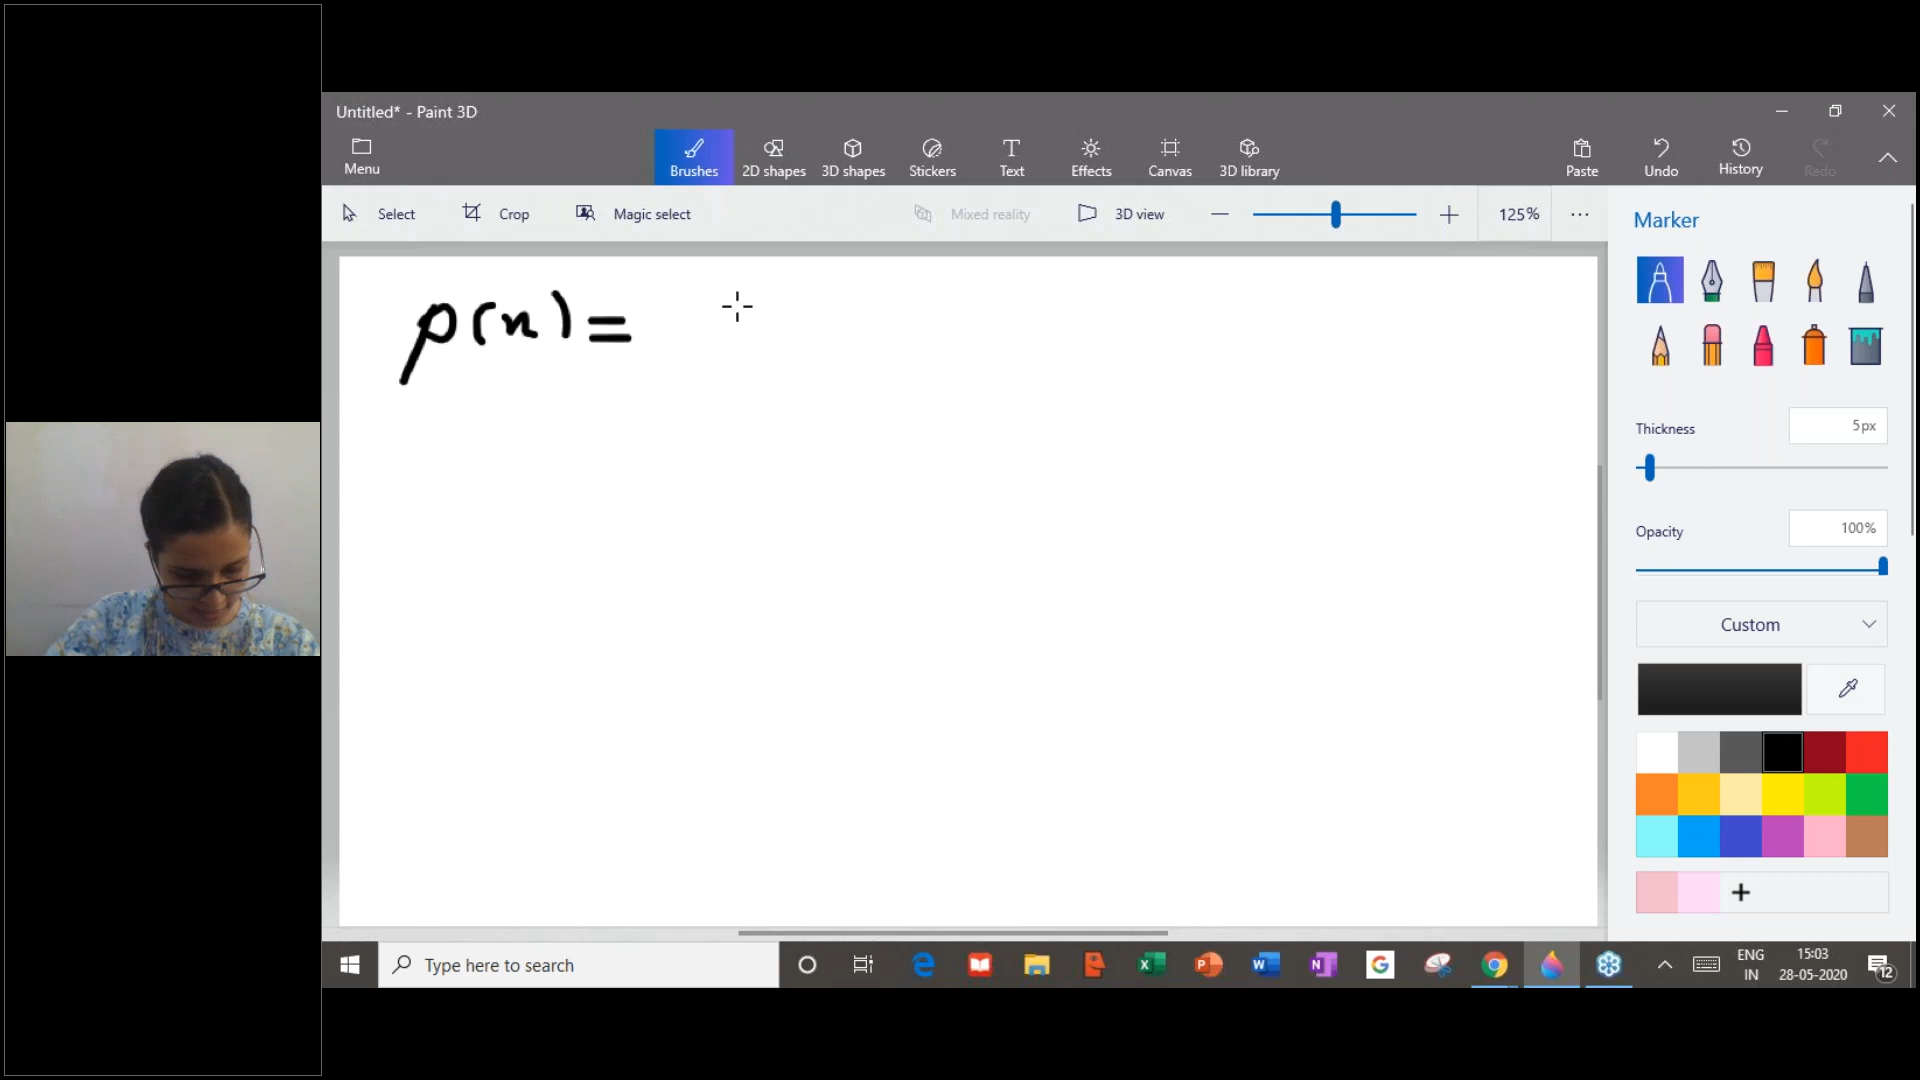 Untitled* - Paint 3D
Menu
Brushes 2D shapes 3D shapes Stickers Text Effects Canvas 3D library Paste Undo History Redo
Select Crop Magic select Mixed reality 3D view 125%
Marker
p(x)=
Thickness 5px
Opacity 100%
Custom
Type here to search
ENG 15:03
IN 28-05-2020 12